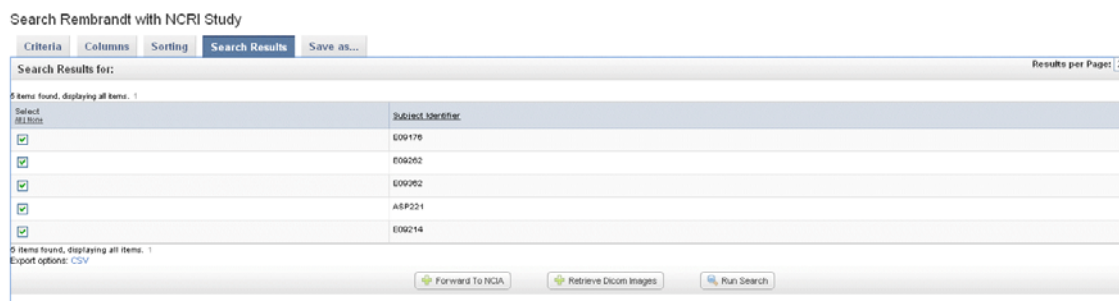 Search Rembrandt with NCRI Study
Criteria Columns Sorting Search Results Save as...
Search Results for: Results per Page:
5 items found, displaying all items. 1
Select Subject Identifier
All | None
E09176
E09262
E09362
ASP221
E09214
5 items found, displaying all items. 1
Export options: CSV
Forward To NCIA Retrieve Dicom Images Run Search